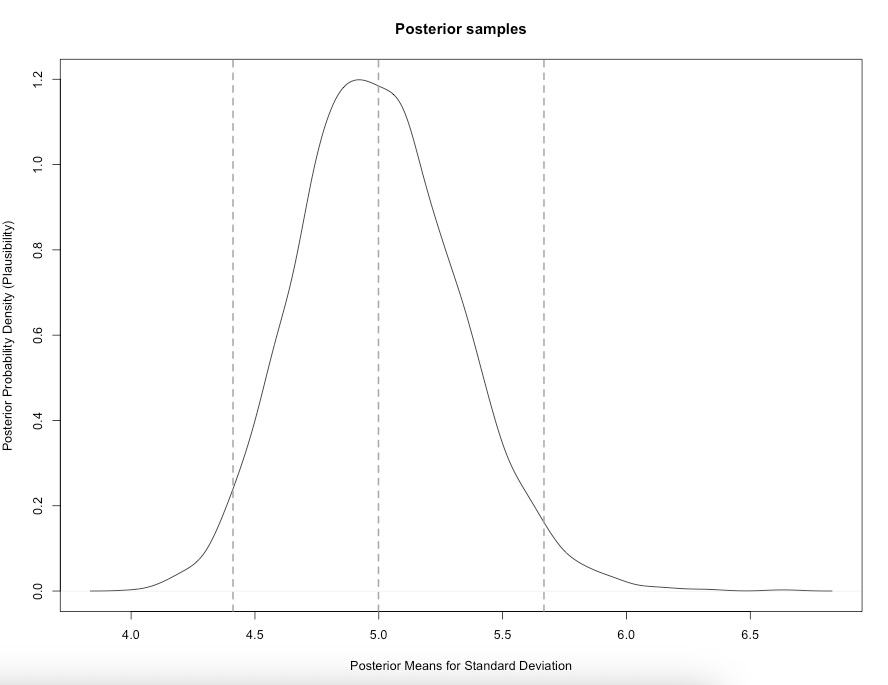 Posterior samples
Posterior Probability Density (Plausibility)
1.2
1.0
0.8
0.6
0.4
0.2
0.0
4.0 4.5 5.0 5.5 6.0 6.5
Posterior Means for Standard Deviation